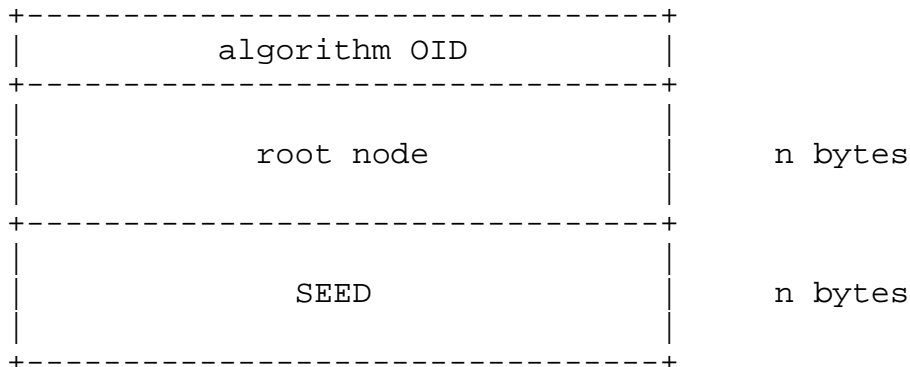 +---------------------------------+
|          algorithm OID          |
+---------------------------------+
|                                 |
|            root node            |     n bytes
|                                 |
+---------------------------------+
|                                 |
|              SEED               |     n bytes
|                                 |
+---------------------------------+